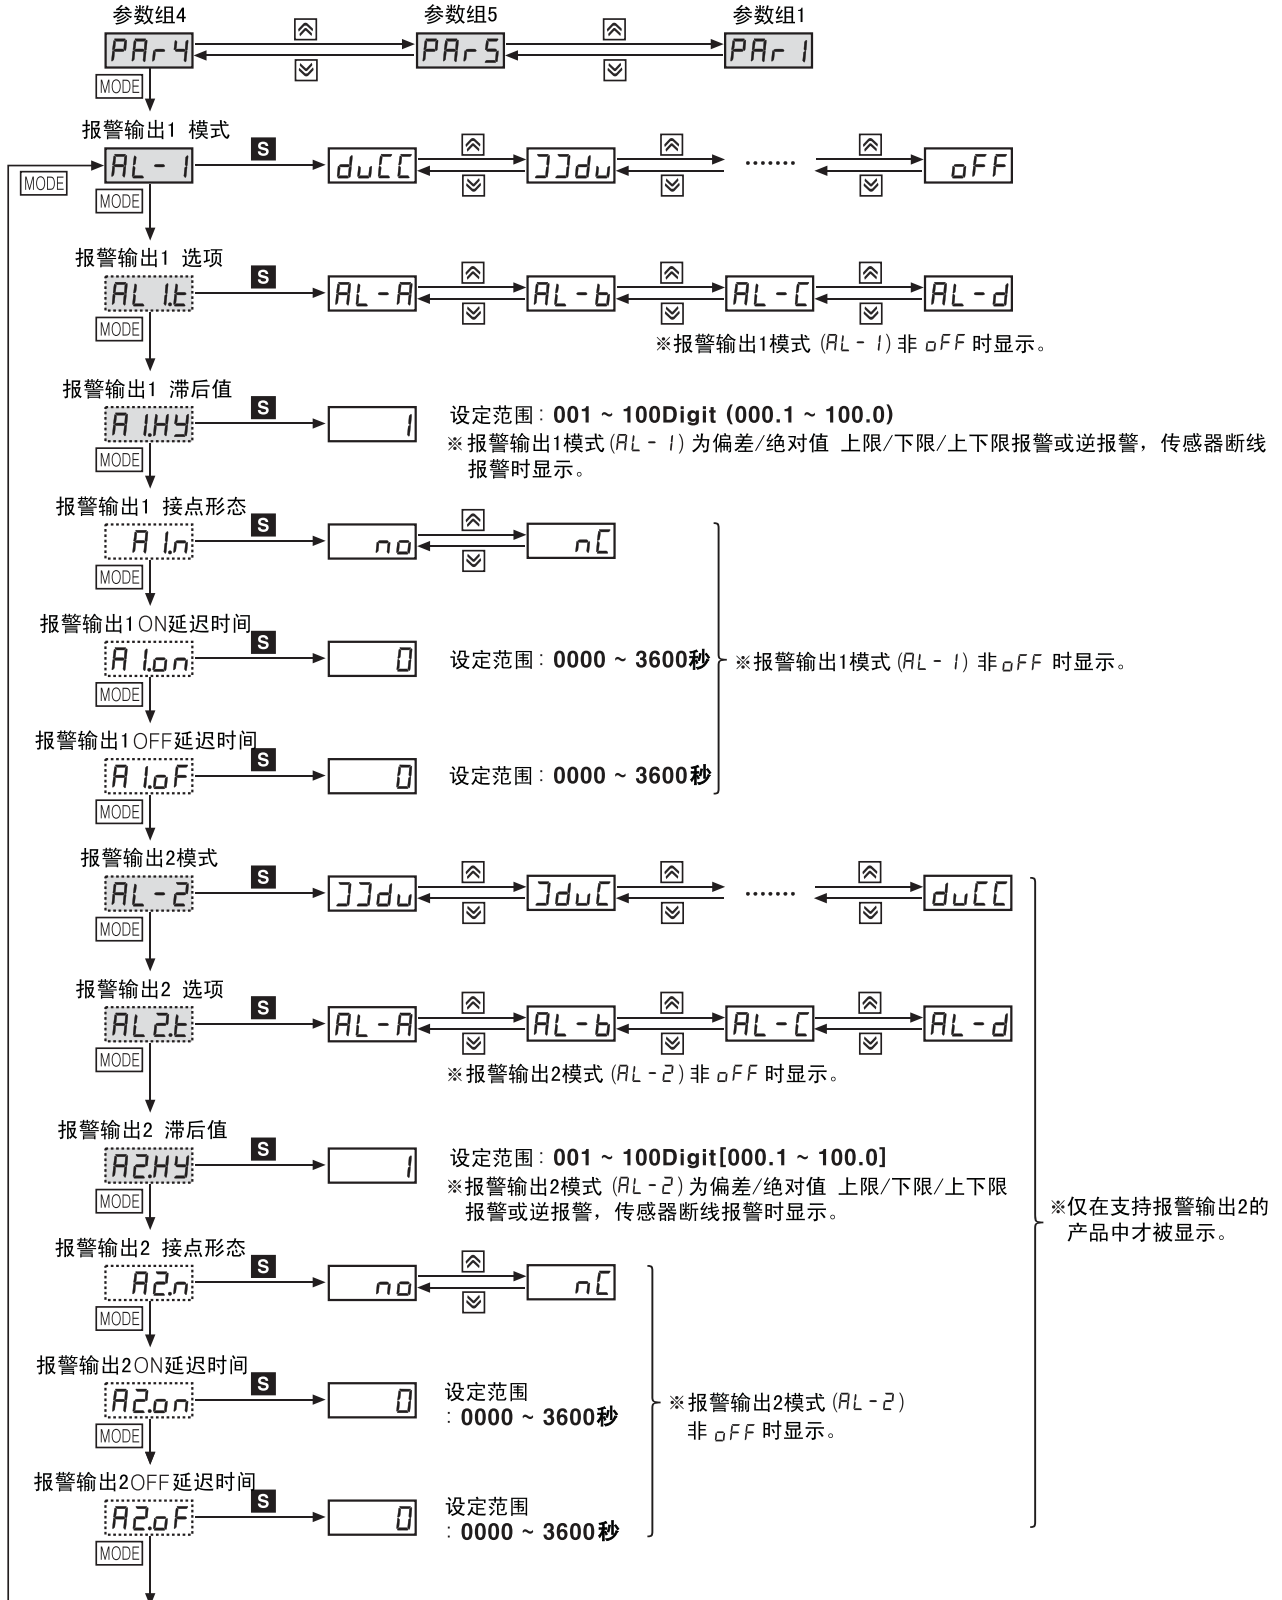 参数组4 参数组5 参数组1
PAr4 PAr5 PAr1
MODE
报警输出1 模式
S
AL-1 duCC ]]du ....... oFF
MODE
MODE
报警输出1 选项
S
AL1.t AL-A AL-b AL-C AL-d
MODE
※报警输出1模式 (AL-1) 非 oFF 时显示。
报警输出1 滞后值
S
A1.HY 1 设定范围: 001 ~ 100Digit (000.1 ~ 100.0)
MODE
※报警输出1模式(AL-1) 为偏差/绝对值 上限/下限/上下限报警或逆报警，传感器断线
报警时显示。
报警输出1 接点形态
S
A1.n no nC
MODE
报警输出1ON延迟时间
S
A1.on 0 设定范围: 0000 ~ 3600秒 ※报警输出1模式 (AL-1) 非oFF 时显示。
MODE
报警输出1OFF延迟时间
S
A1.oF 0 设定范围: 0000 ~ 3600秒
MODE
报警输出2模式
S
AL-2 ]]du ]duC ....... duCC
MODE
报警输出2 选项
S
AL2.t AL-A AL-b AL-C AL-d
MODE
※报警输出2模式 (AL-2) 非 oFF 时显示。
报警输出2 滞后值
S
A2.HY 1 设定范围: 001 ~ 100Digit[000.1 ~ 100.0]
MODE
※报警输出2模式 (AL-2) 为偏差/绝对值 上限/下限/上下限
报警或逆报警，传感器断线报警时显示。
※仅在支持报警输出2的
产品中才被显示。
报警输出2 接点形态
S
A2.n no nC
MODE
报警输出2ON延迟时间
S
A2.on 0 设定范围
: 0000 ~ 3600秒
MODE
※报警输出2模式 (AL-2)
非 oFF 时显示。
报警输出2OFF延迟时间
S
A2.oF 0 设定范围
: 0000 ~ 3600秒
MODE